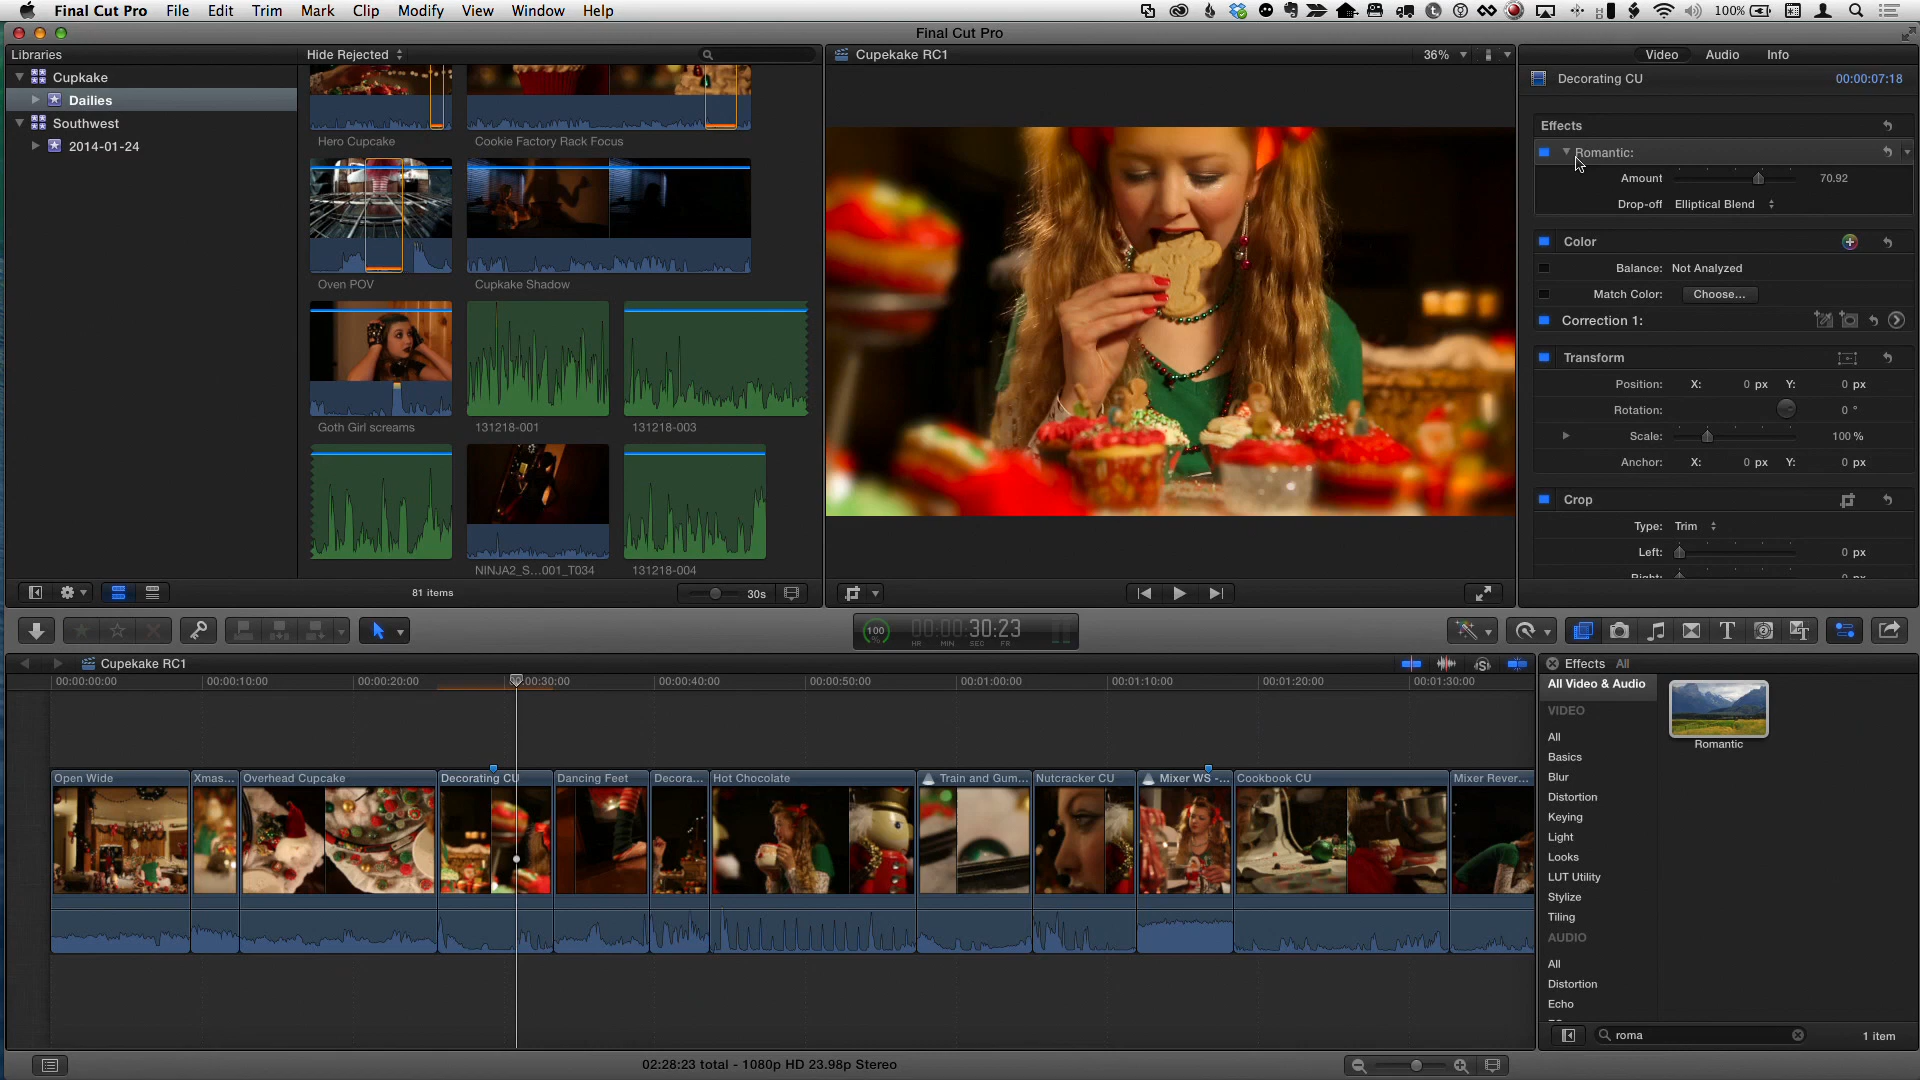 Final Cut Pro File Edit Trim Mark Clip Modify View Window Help 100%
Final Cut Pro
Libraries
Hide Rejected
Cupekake RC1
36%
Video Audio Info
Cupkake
Dailies
Southwest
2014-01-24
Hero Cupcake
Cookie Factory Rack Focus
Oven POV
Cupkake Shadow
Goth Girl screams
131218-001
131218-003
NINJA2_S...001_T034
131218-004
81 items
30s
Decorating CU 00:00:07:18
Effects
Romantic:
Amount 70.92
Drop-off Elliptical Blend
Color
Balance: Not Analyzed
Match Color: Choose...
Correction 1:
Transform
Position: X: 0 px Y: 0 px
Rotation: 0 °
Scale: 100 %
Anchor: X: 0 px Y: 0 px
Crop
Type: Trim
Left: 0 px
Right: 0 px
100 00:00:30:23
HR MIN SEC FR
Cupekake RC1
00:00:00:00 00:00:10:00 00:00:20:00 00:00:30:00 00:00:40:00 00:00:50:00 00:01:00:00 00:01:10:00 00:01:20:00 00:01:30:00
Open Wide Xmas... Overhead Cupcake Decorating CU Dancing Feet Decora... Hot Chocolate Train and Gum... Nutcracker CU Mixer WS -... Cookbook CU Mixer Rever...
Effects All
All Video & Audio
VIDEO
All
Basics
Blur
Distortion
Keying
Light
Looks
LUT Utility
Stylize
Tiling
AUDIO
All
Distortion
Echo
Romantic
roma
1 item
02:28:23 total - 1080p HD 23.98p Stereo